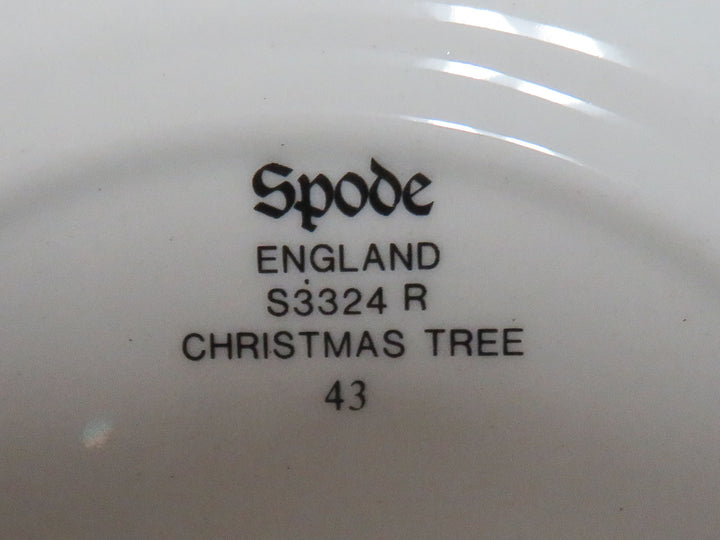 Spode
ENGLAND
S3324 R
CHRISTMAS TREE
43